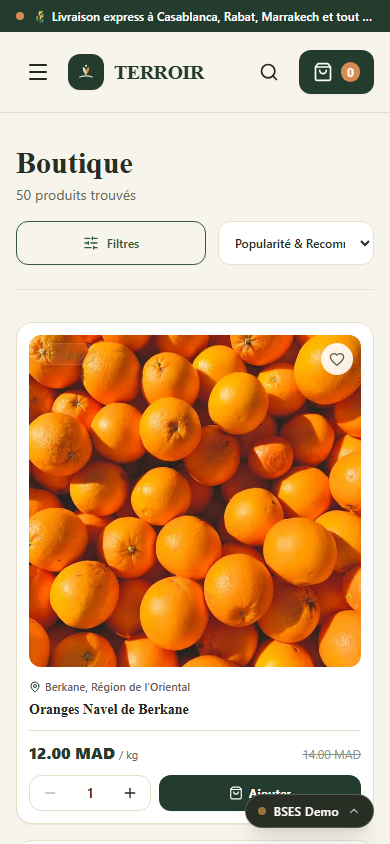 Livraison express à Casablanca, Rabat, Marrakech et tout ...
TERROIR
0
Boutique
50 produits trouvés
Filtres
Popularité & Recom
Berkane, Région de l'Oriental
Oranges Navel de Berkane
12.00 MAD / kg
14.00 MAD
1
Ajouter
BSES Demo